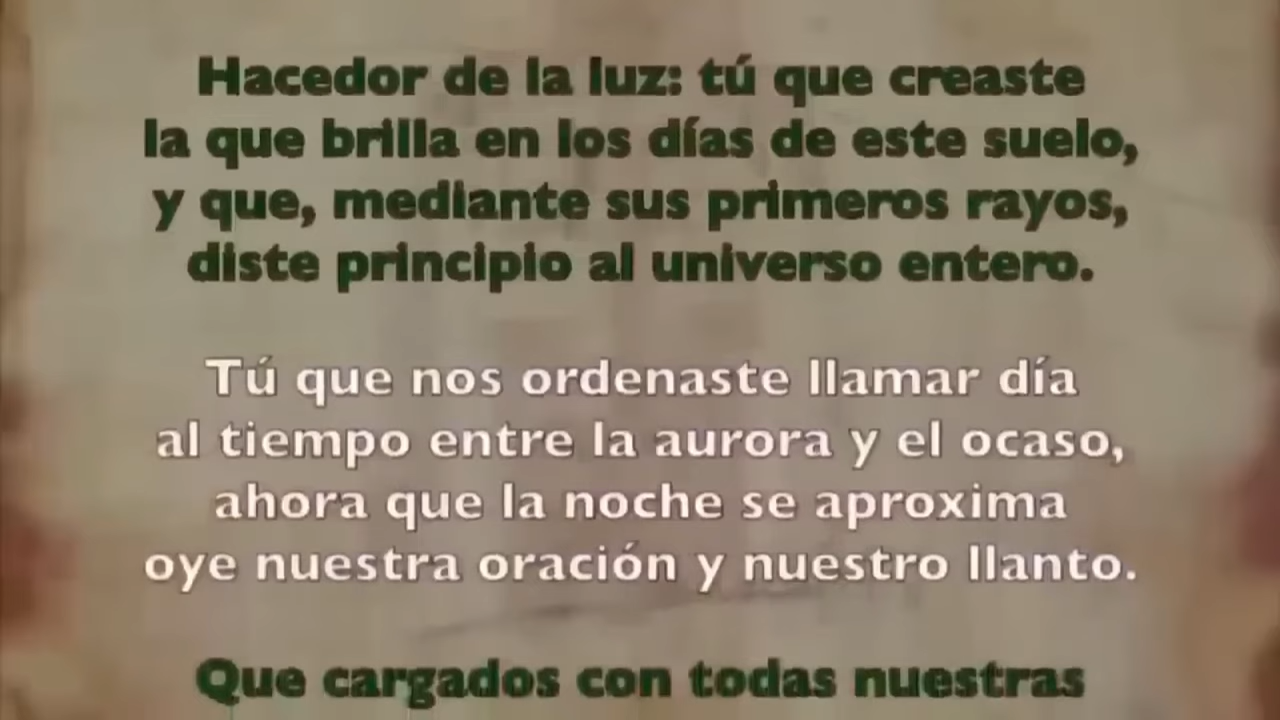 Hacedor de la luz: tú que creaste
la que brilla en los días de este suelo,
y que, mediante sus primeros rayos,
diste principio al universo entero.
Tú que nos ordenaste llamar día
al tiempo entre la aurora y el ocaso,
ahora que la noche se aproxima
oye nuestra oración y nuestro llanto.
Que cargados con todas nuestras